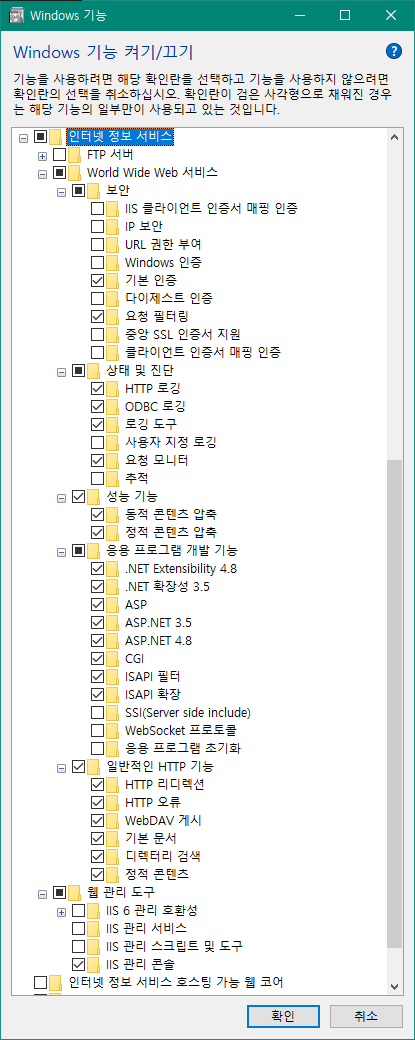 Windows 기능
Windows 기능 켜기/끄기
기능을 사용하려면 해당 확인란을 선택하고 기능을 사용하지 않으려면
확인란의 선택을 취소하십시오. 확인란이 검은 사각형으로 채워진 경우
는 해당 기능의 일부만이 사용되고 있는 것입니다.
인터넷 정보 서비스
FTP 서버
World Wide Web 서비스
보안
IIS 클라이언트 인증서 매핑 인증
IP 보안
URL 권한 부여
Windows 인증
기본 인증
다이제스트 인증
요청 필터링
중앙 SSL 인증서 지원
클라이언트 인증서 매핑 인증
상태 및 진단
HTTP 로깅
ODBC 로깅
로깅 도구
사용자 지정 로깅
요청 모니터
추적
성능 기능
동적 콘텐츠 압축
정적 콘텐츠 압축
응용 프로그램 개발 기능
.NET Extensibility 4.8
.NET 확장성 3.5
ASP
ASP.NET 3.5
ASP.NET 4.8
CGI
ISAPI 필터
ISAPI 확장
SSI(Server side include)
WebSocket 프로토콜
응용 프로그램 초기화
일반적인 HTTP 기능
HTTP 리디렉션
HTTP 오류
WebDAV 게시
기본 문서
디렉터리 검색
정적 콘텐츠
웹 관리 도구
IIS 6 관리 호환성
IIS 관리 서비스
IIS 관리 스크립트 및 도구
IIS 관리 콘솔
인터넷 정보 서비스 호스팅 가능 웹 코어
확인
취소